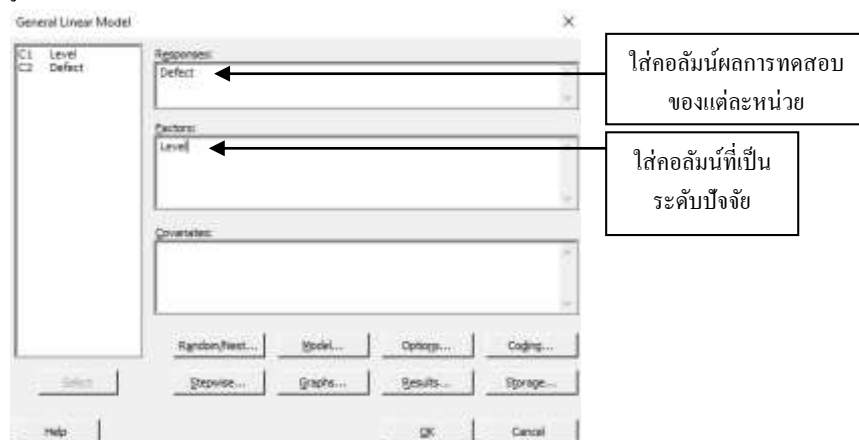 General Linear Model
C1 Level
C2 Defect
Responses:
Defect
ใส่คอลัมน์ผลการทดสอบ
ของแต่ละหน่วย
Factors:
Level
ใส่คอลัมน์ที่เป็น
ระดับปัจจัย
Covariates:
Random/Nest... Model... Options... Coding...
Select Stepwise... Graphs... Results... Storage...
Help OK Cancel